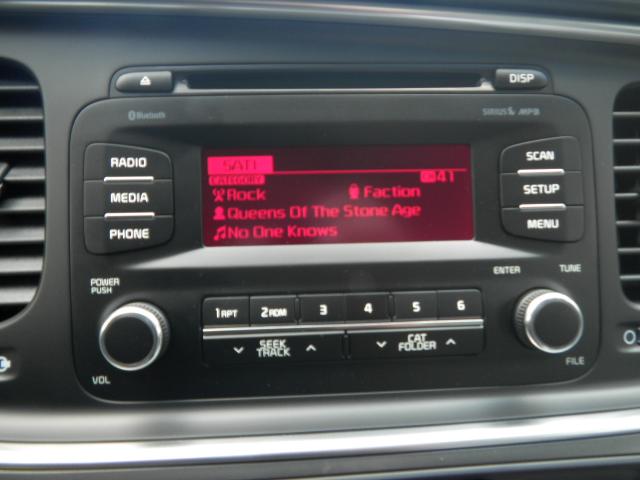 DISP
Bluetooth
SIRIUS MP3
RADIO
MEDIA
PHONE
SAT1
CATEGORY
CH 41
Rock Faction
Queens Of The Stone Age
No One Knows
SCAN
SETUP
MENU
POWER
PUSH
VOL
1 RPT 2 RDM 3 4 5 6
SEEK
TRACK
CAT
FOLDER
ENTER
TUNE
FILE